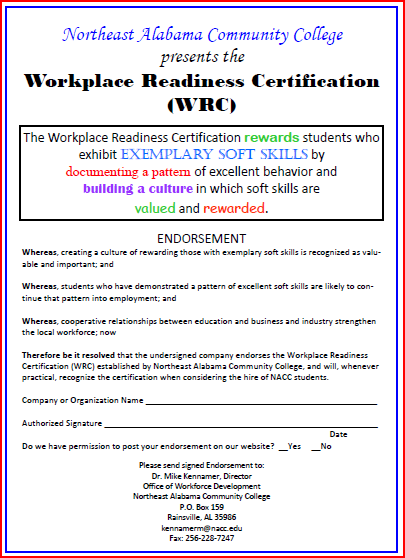 Northeast Alabama Community College
presents the
Workplace Readiness Certification
(WRC)
The Workplace Readiness Certification rewards students who
exhibit EXEMPLARY SOFT SKILLS by
documenting a pattern of excellent behavior and
building a culture in which soft skills are
valued and rewarded.
ENDORSEMENT
Whereas, creating a culture of rewarding those with exemplary soft skills is recognized as valu-
able and important; and
Whereas, students who have demonstrated a pattern of excellent soft skills are likely to con-
tinue that pattern into employment; and
Whereas, cooperative relationships between education and business and industry strengthen
the local workforce; now
Therefore be it resolved that the undersigned company endorses the Workplace Readiness
Certification (WRC) established by Northeast Alabama Community College, and will, whenever
practical, recognize the certification when considering the hire of NACC students.
Company or Organization Name ____________________
Authorized Signature ____________________
Date
Do we have permission to post your endorsement on our website? __Yes __No
Please send signed Endorsement to:
Dr. Mike Kennamer, Director
Office of Workforce Development
Northeast Alabama Community College
P.O. Box 159
Rainsville, AL 35986
kennamerm@nacc.edu
Fax: 256-228-7247